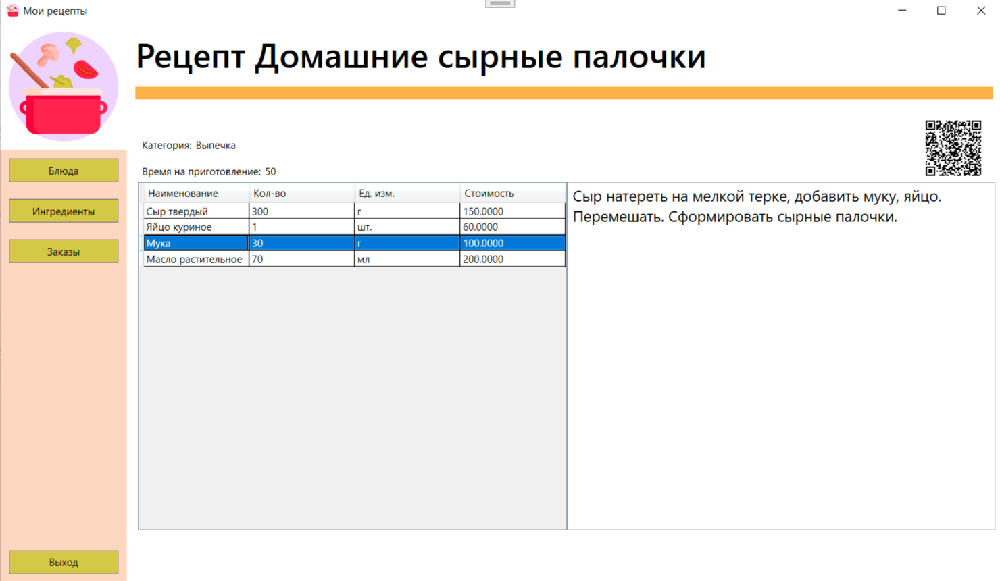 Мои рецепты
Рецепт Домашние сырные палочки
Категория: Выпечка
Время на приготовление: 50
Блюда
Ингредиенты
Заказы
Выход
Наименование Кол-во Ед. изм. Стоимость
Сыр твердый 300 г 150.0000
Яйцо куриное 1 шт. 60.0000
Мука 30 г 100.0000
Масло растительное 70 мл 200.0000
Сыр натереть на мелкой терке, добавить муку, яйцо.
Перемешать. Сформировать сырные палочки.